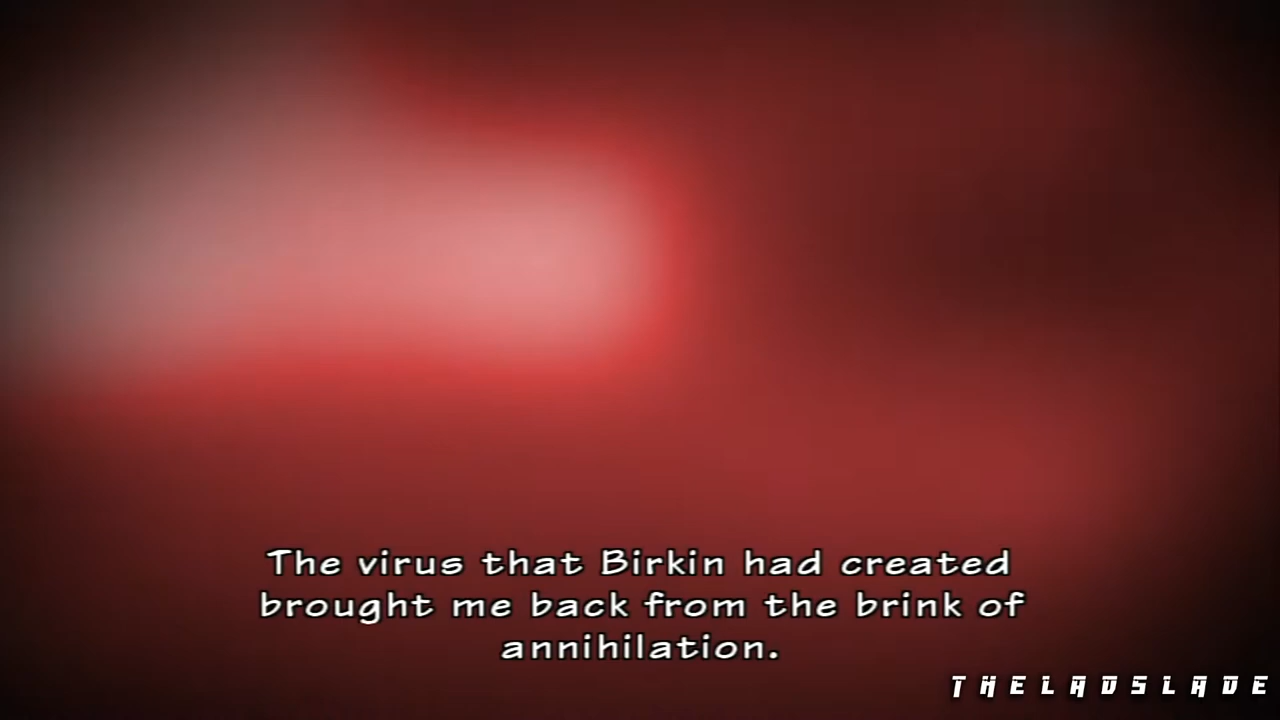 The virus that Birkin had created
brought me back from the brink of
annihilation.
THELADSLADE